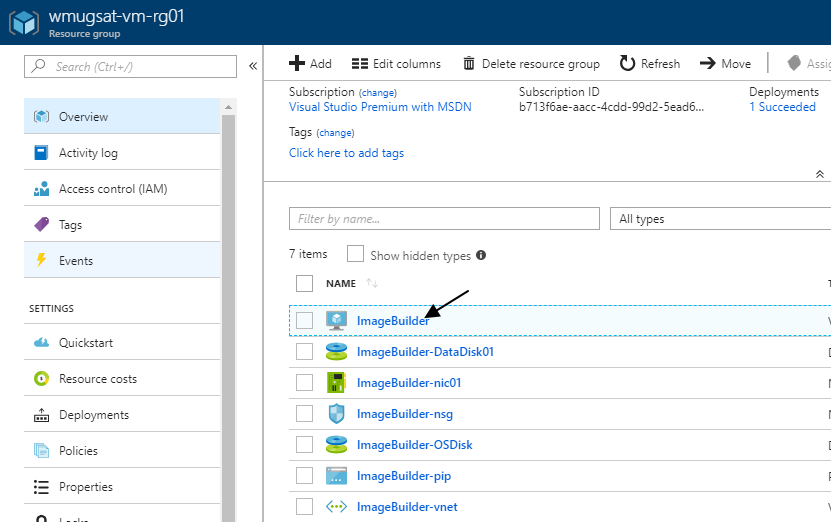 wmugsat-vm-rg01
Resource group
Search (Ctrl+/)
«
Overview
Activity log
Access control (IAM)
Tags
Events
SETTINGS
Quickstart
Resource costs
Deployments
Policies
Properties
Locks
Add
Edit columns
Delete resource group
Refresh
Move
Assig
Subscription (change)
Visual Studio Premium with MSDN
Subscription ID
b713f6ae-aacc-4cdd-99d2-5ead6...
Deployments
1 Succeeded
Tags (change)
Click here to add tags
Filter by name...
All types
7 items
Show hidden types
NAME
ImageBuilder
ImageBuilder-DataDisk01
ImageBuilder-nic01
ImageBuilder-nsg
ImageBuilder-OSDisk
ImageBuilder-pip
ImageBuilder-vnet